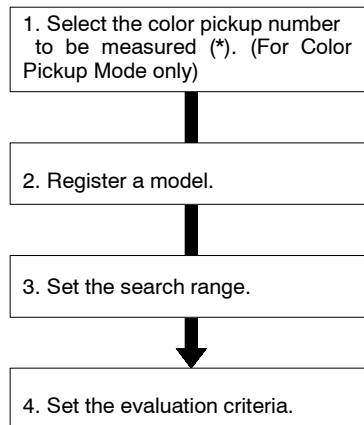 1. Select the color pickup number
to be measured (*). (For Color
Pickup Mode only)
2. Register a model.
3. Set the search range.
4. Set the evaluation criteria.